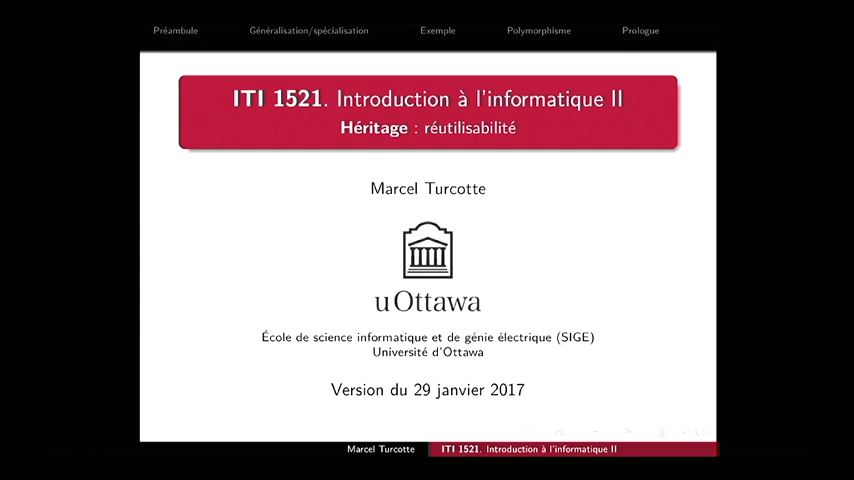 Préambule Généralisation/spécialisation Exemple Polymorphisme Prologue
ITI 1521. Introduction à l'informatique II
Héritage : réutilisabilité
Marcel Turcotte
uOttawa
École de science informatique et de génie électrique (SIGE)
Université d'Ottawa
Version du 29 janvier 2017
Marcel Turcotte ITI 1521. Introduction à l'informatique II